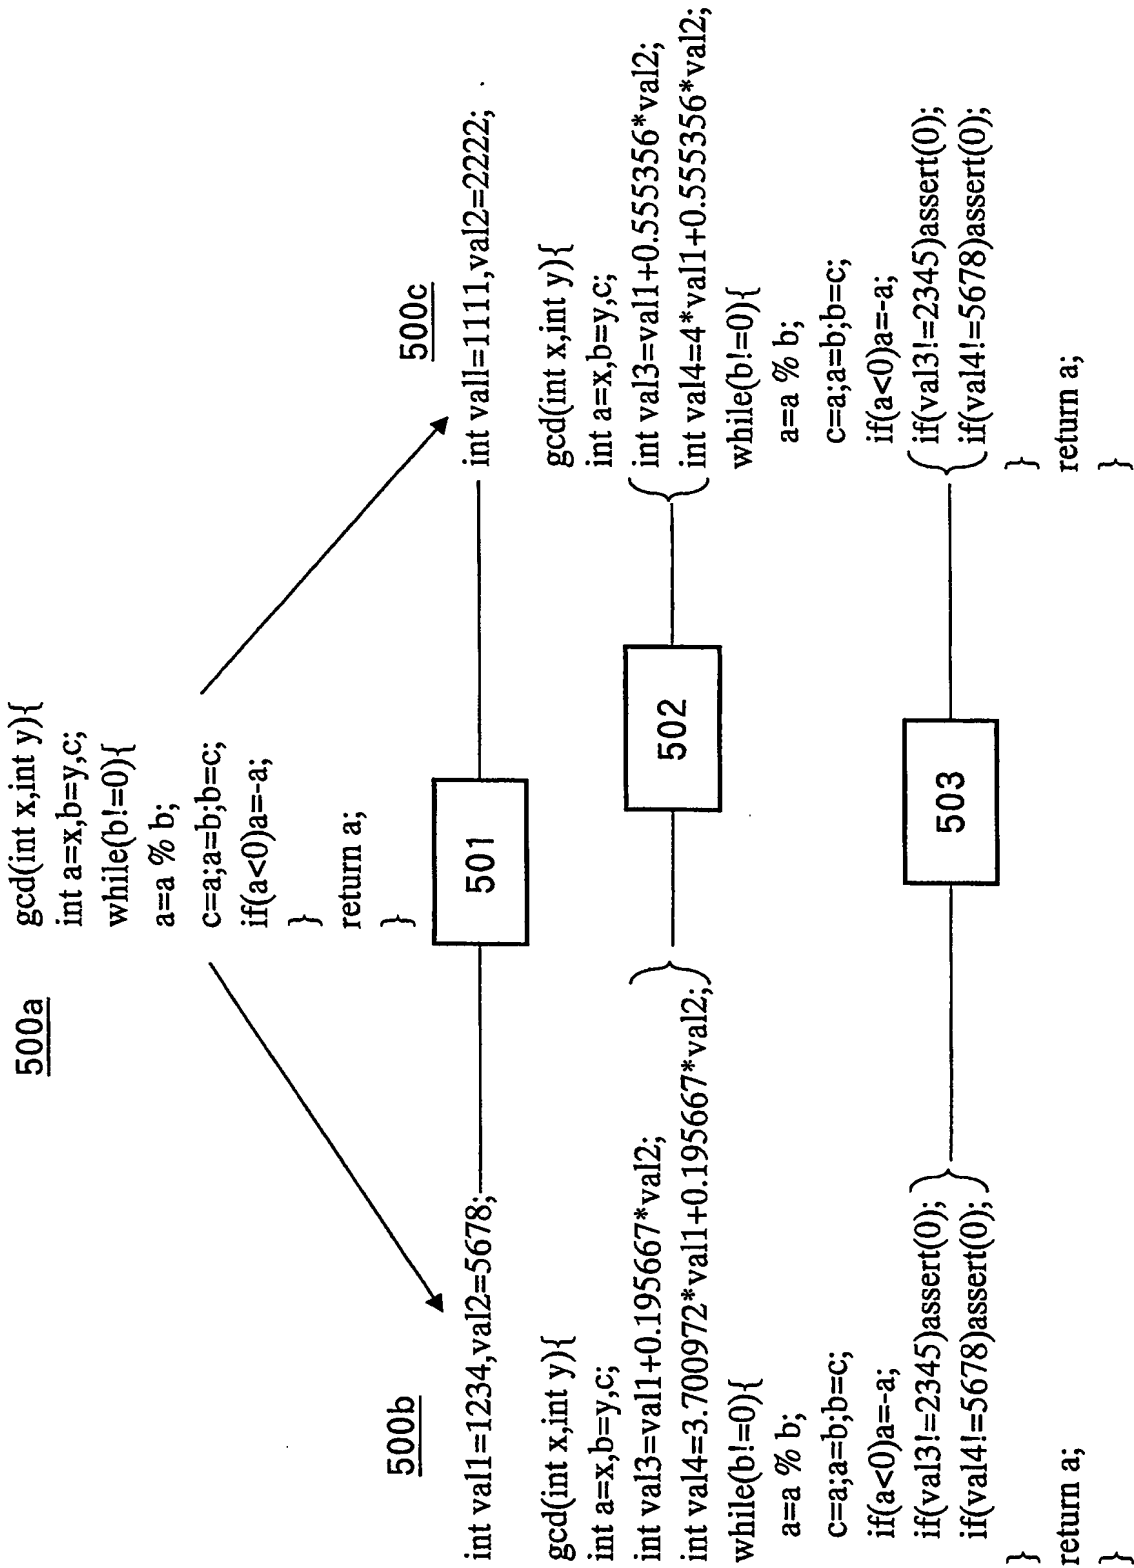 500a
gcd(int x,int y){
int a=x,b=y,c;
while(b!=0){
a=a % b;
c=a;a=b;b=c;
if(a<0)a=-a;
}
return a;
}
500b
int val1=1234,val2=5678;
gcd(int x,int y){
int a=x,b=y,c;
int val3=val1+0.195667*val2;
int val4=3.700972*val1+0.195667*val2;
while(b!=0){
a=a % b;
c=a;a=b;b=c;
if(a<0)a=-a;
if(val3!=2345)assert(0);
if(val4!=5678)assert(0);
}
return a;
}
501
502
503
500c
int val1=1111,val2=2222;
gcd(int x,int y){
int a=x,b=y,c;
int val3=val1+0.555356*val2;
int val4=4*val1+0.555356*val2;
while(b!=0){
a=a % b;
c=a;a=b;b=c;
if(a<0)a=-a;
if(val3!=2345)assert(0);
if(val4!=5678)assert(0);
}
return a;
}